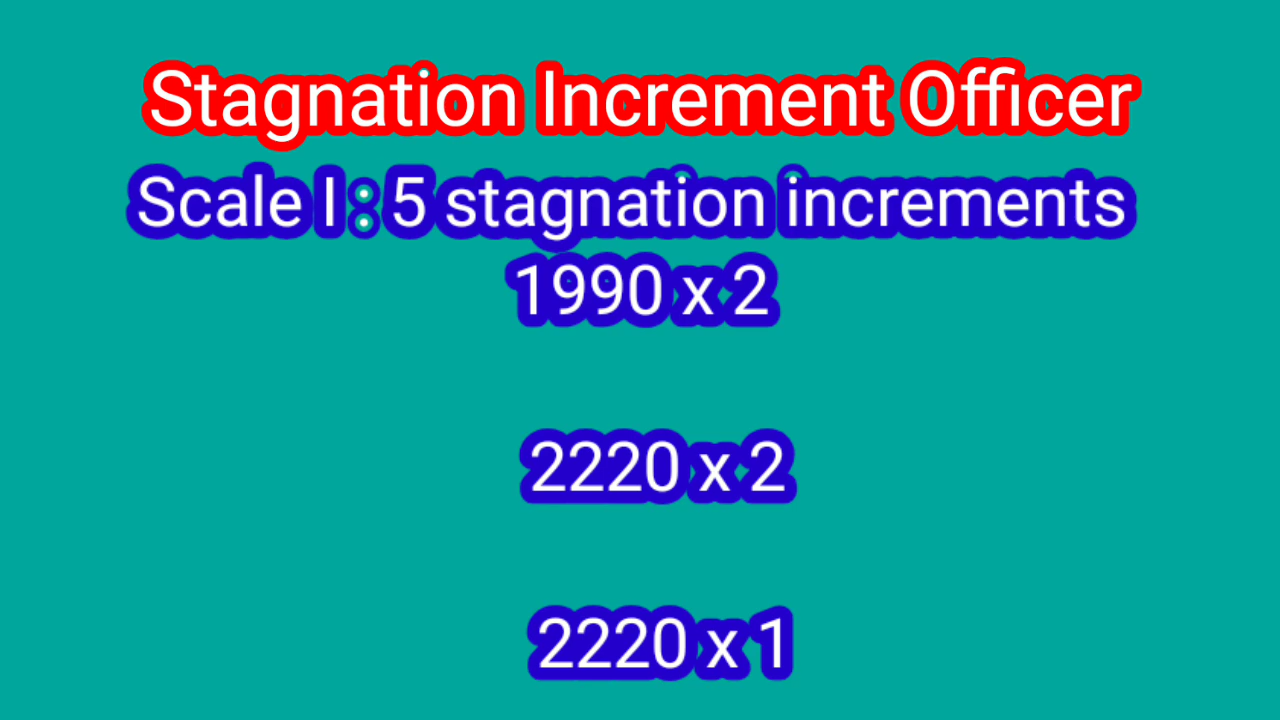 Stagnation Increment Officer
Scale I : 5 stagnation increments
1990 x 2
2220 x 2
2220 x 1